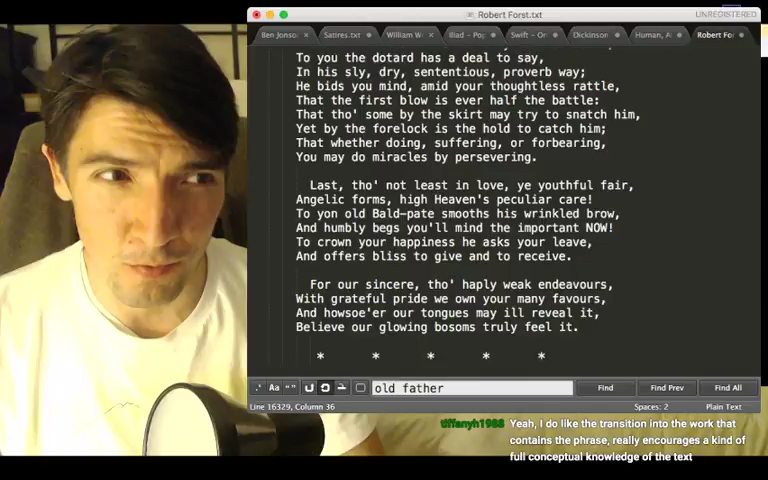 Robert Forst.txt
UNREGISTERED
Ben Jonso Satires.txt William W Iliad - Pop Swift - Or Dickinson Human, A Robert Fo
To you the dotard has a deal to say,
In his sly, dry, sententious, proverb way;
He bids you mind, amid your thoughtless rattle,
That the first blow is ever half the battle:
That tho' some by the skirt may try to snatch him,
Yet by the forelock is the hold to catch him;
That whether doing, suffering, or forbearing,
You may do miracles by persevering.
Last, tho' not least in love, ye youthful fair,
Angelic forms, high Heaven's peculiar care!
To yon old Bald-pate smooths his wrinkled brow,
And humbly begs you'll mind the important NOW!
To crown your happiness he asks your leave,
And offers bliss to give and to receive.
For our sincere, tho' haply weak endeavours,
With grateful pride we own your many favours,
And howsoe'er our tongues may ill reveal it,
Believe our glowing bosoms truly feel it.
* * * * *
.* Aa “” old father Find Find Prev Find All
Line 16329, Column 36 Spaces: 2 Plain Text
tiffanyh1988 Yeah, I do like the transition into the work that
contains the phrase, really encourages a kind of
full conceptual knowledge of the text